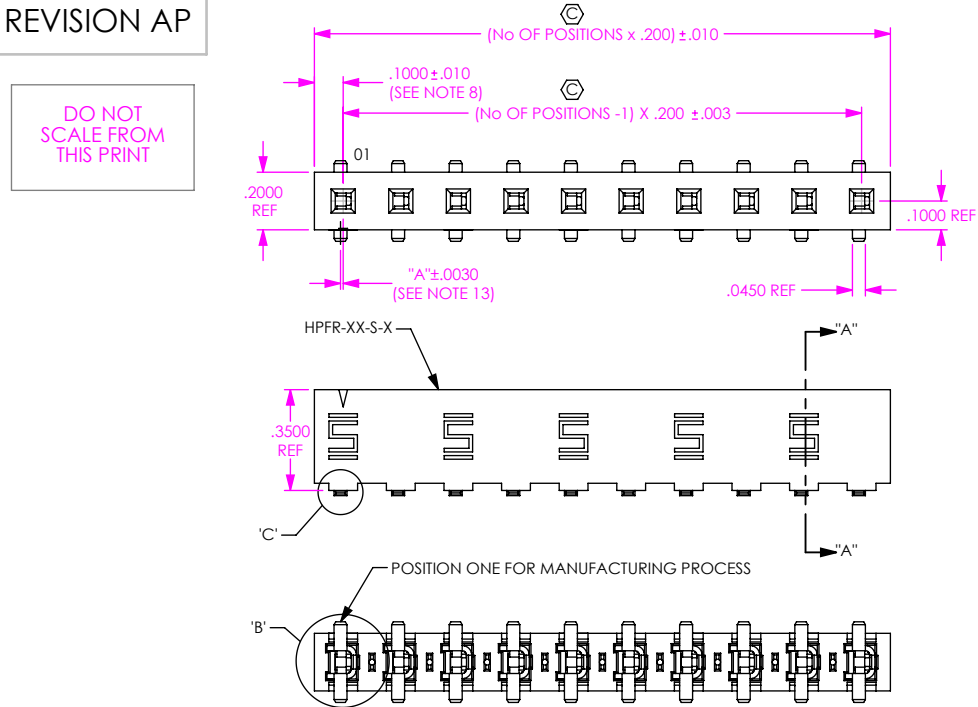 REVISION AP
DO NOT
SCALE FROM
THIS PRINT
C
(No OF POSITIONS x .200) ±.010
.1000±.010
(SEE NOTE 8)
C
(No OF POSITIONS -1) X .200 ±.003
01
.2000
REF
.1000 REF
"A"±.0030
(SEE NOTE 13)
.0450 REF
HPFR-XX-S-X
"A"
.3500
REF
'C'
"A"
POSITION ONE FOR MANUFACTURING PROCESS
'B'